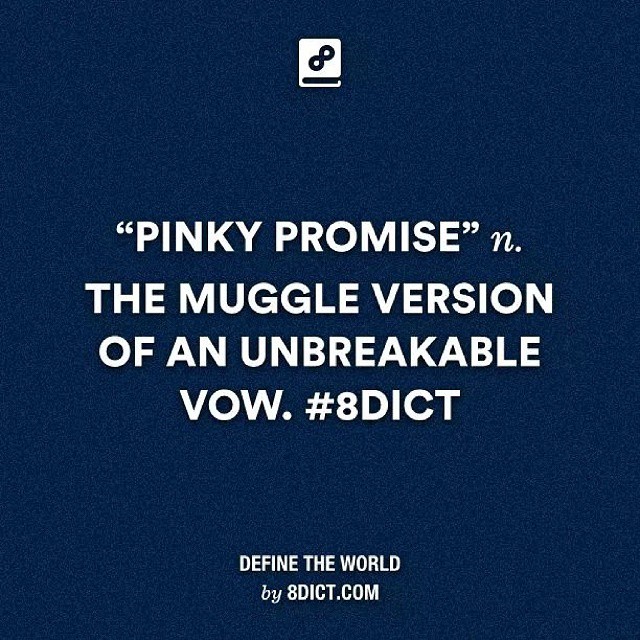 “PINKY PROMISE” n.
THE MUGGLE VERSION
OF AN UNBREAKABLE
VOW. #8DICT
DEFINE THE WORLD
by 8DICT.COM